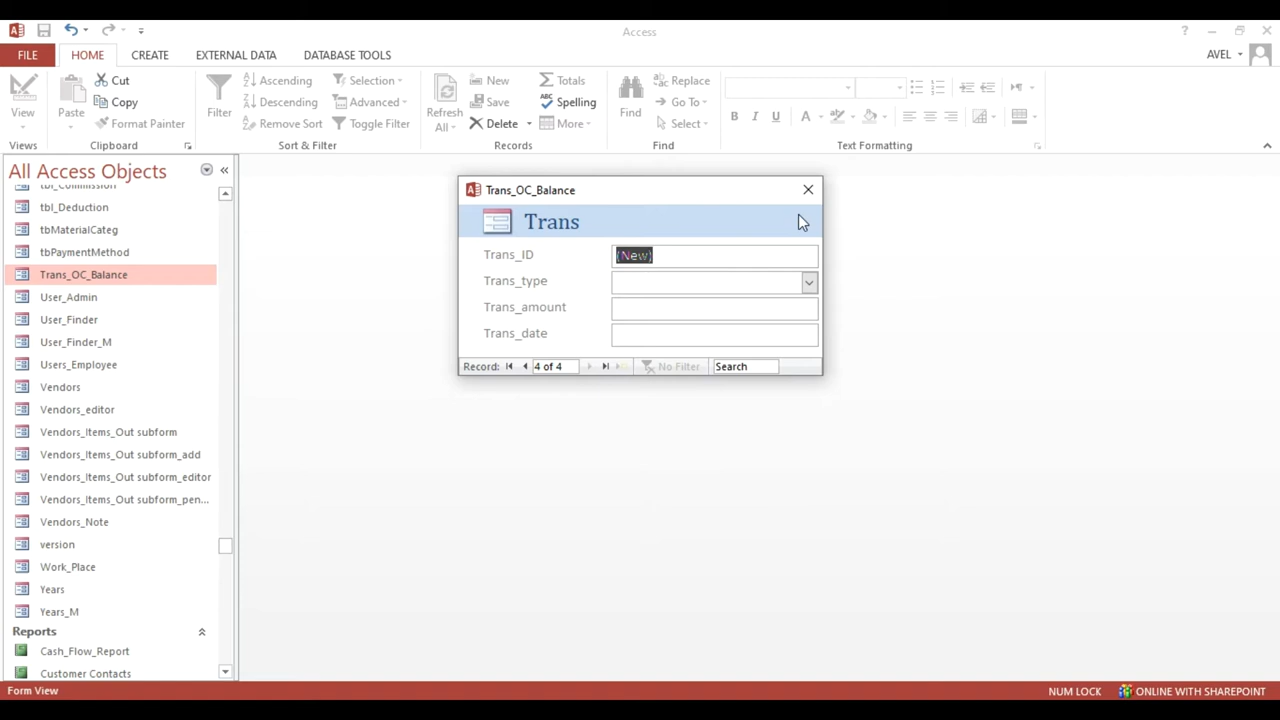 Access
AVEL
FILE HOME CREATE EXTERNAL DATA DATABASE TOOLS
View
Views
Paste
Cut
Copy
Format Painter
Clipboard
Filter
Ascending
Descending
Remove Sort
Selection
Advanced
Toggle Filter
Sort & Filter
Refresh
All
New
Save
Delete
Totals
Spelling
More
Records
Find
Replace
Go To
Select
Find
B I U A
Text Formatting
All Access Objects
tbl_Commission
tbl_Deduction
tbMaterialCateg
tbPaymentMethod
Trans_OC_Balance
User_Admin
User_Finder
User_Finder_M
Users_Employee
Vendors
Vendors_editor
Vendors_Items_Out subform
Vendors_Items_Out subform_add
Vendors_Items_Out subform_editor
Vendors_Items_Out subform_pen...
Vendors_Note
version
Work_Place
Years
Years_M
Reports
Cash_Flow_Report
Customer Contacts
Trans_OC_Balance
Trans
Trans_ID (New)
Trans_type
Trans_amount
Trans_date
Record: 4 of 4 No Filter Search
Form View
NUM LOCK ONLINE WITH SHAREPOINT